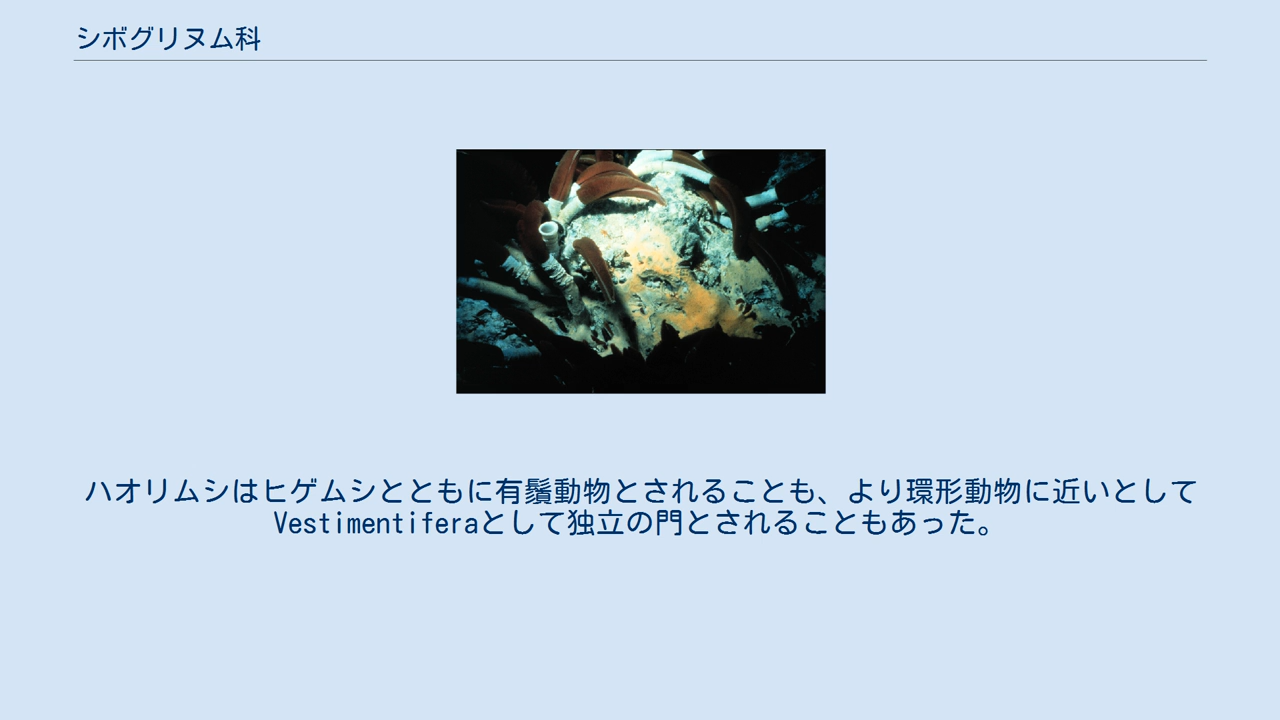 シボグリヌム科
ハオリムシはヒゲムシとともに有鬚動物とされることも、より環形動物に近いとして
Vestimentiferaとして独立の門とされることもあった。